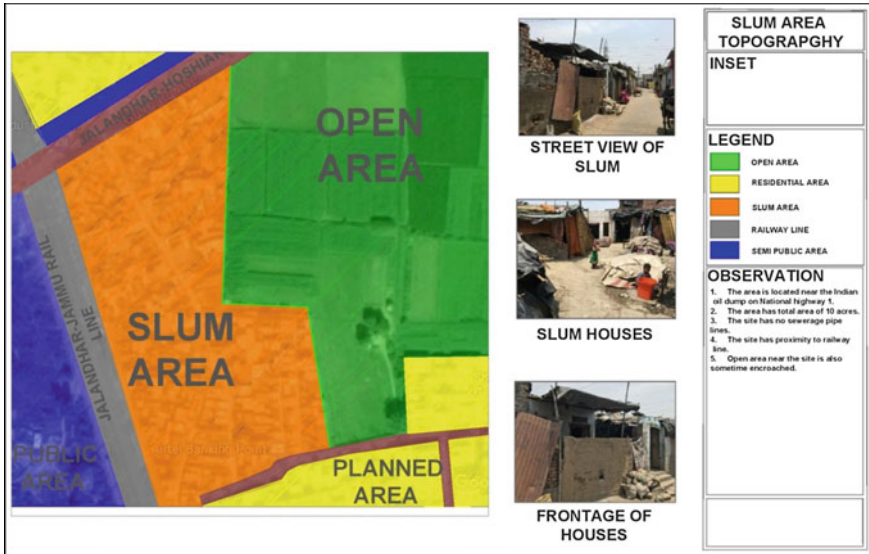 JALANDHAR-HOSHIAR
OPEN
AREA
SLUM
AREA
JALANDHAR-JAMMU RAIL
LINE
PUBLIC
AREA
PLANNED
AREA
STREET VIEW OF
SLUM
SLUM HOUSES
FRONTAGE OF
HOUSES
SLUM AREA
TOPOGRAPGHY
INSET
LEGEND
OPEN AREA
RESIDENTIAL AREA
SLUM AREA
RAILWAY LINE
SEMI PUBLIC AREA
OBSERVATION
1. The area is located near the Indian
oil dump on National highway 1.
2. The area has total area of 10 acres.
3. The site has no sewerage pipe
lines.
4. The site has proximity to railway
line.
5. Open area near the site is also
sometime encroached.